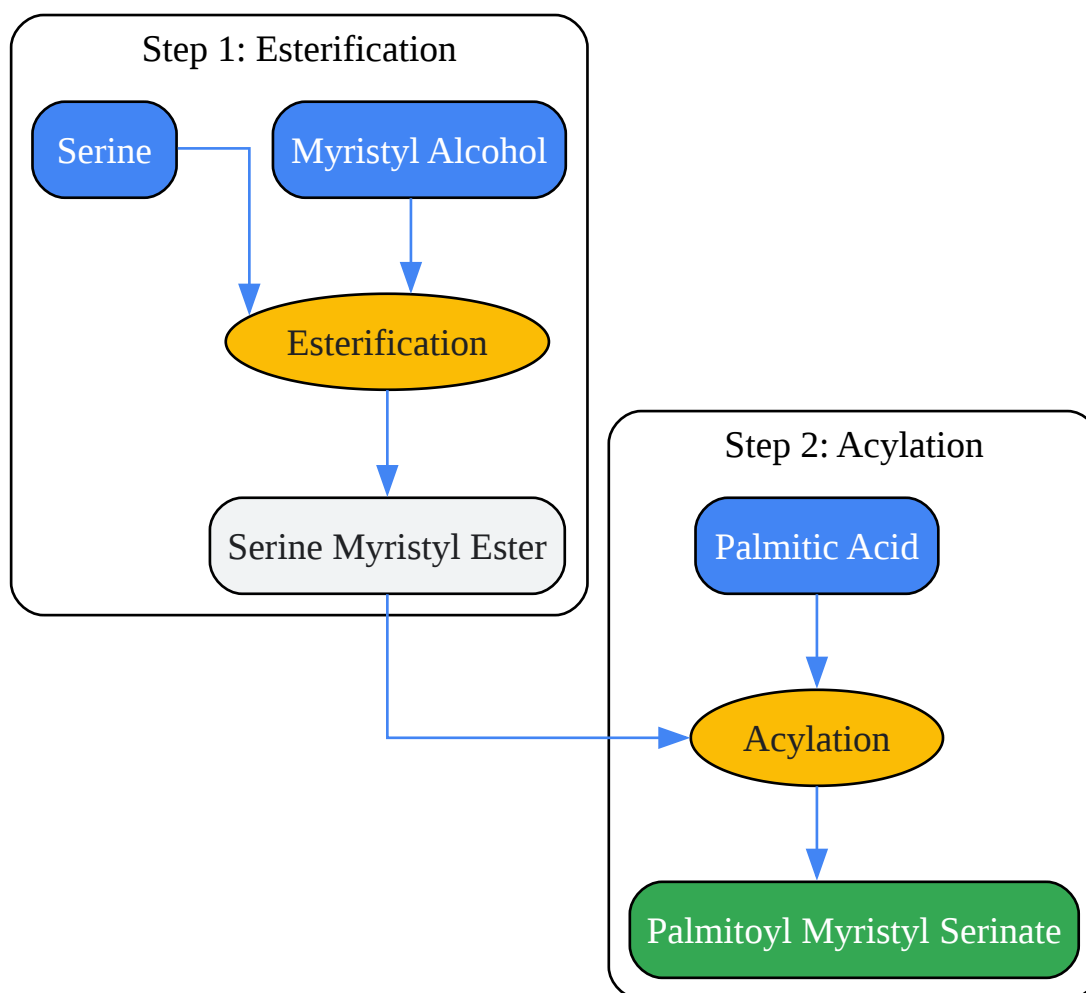 Step 1: Esterification
Serine
Myristyl Alcohol
Esterification
Serine Myristyl Ester
Step 2: Acylation
Palmitic Acid
Acylation
Palmitoyl Myristyl Serinate